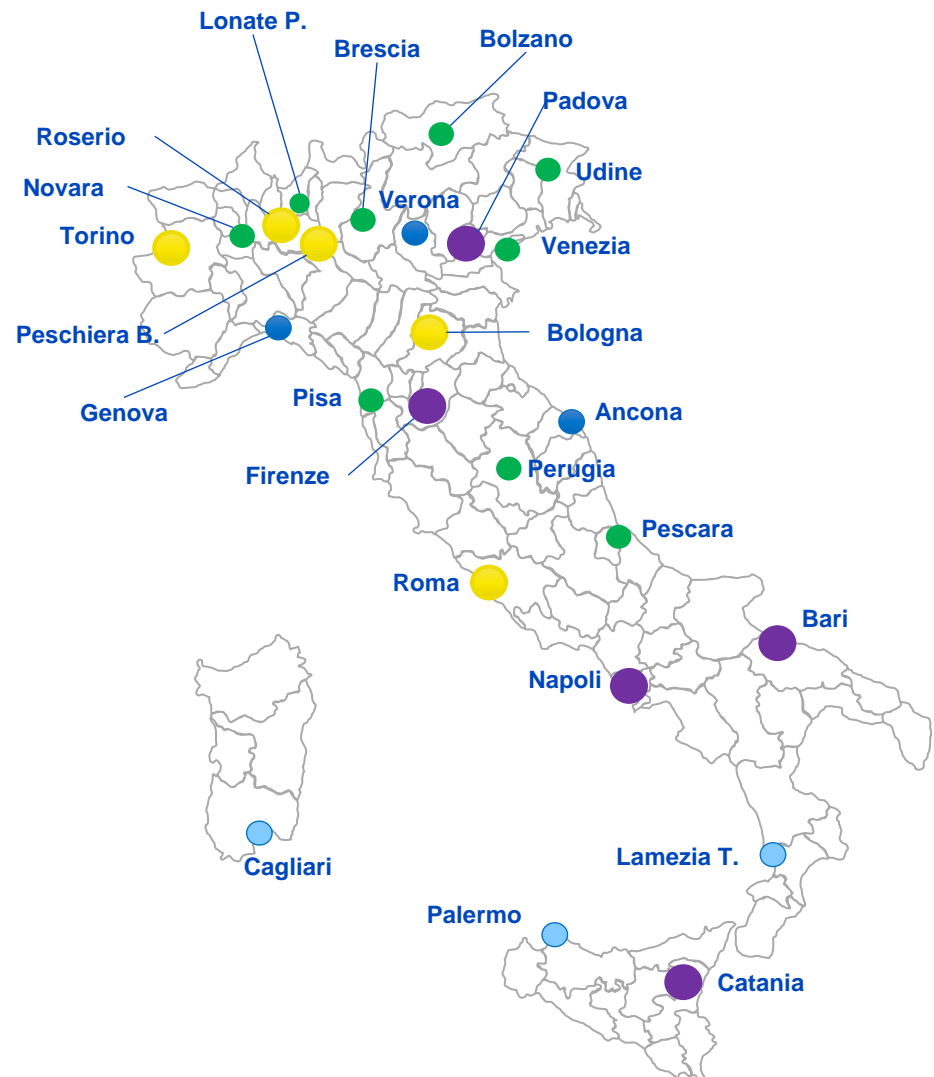 Lonate P.
Bolzano
Brescia
Padova
Roserio
Udine
Novara
Verona
Torino
Venezia
Peschiera B.
Bologna
Pisa
Genova
Ancona
Firenze
Perugia
Pescara
Roma
Bari
Napoli
Lamezia T.
Cagliari
Palermo
Catania